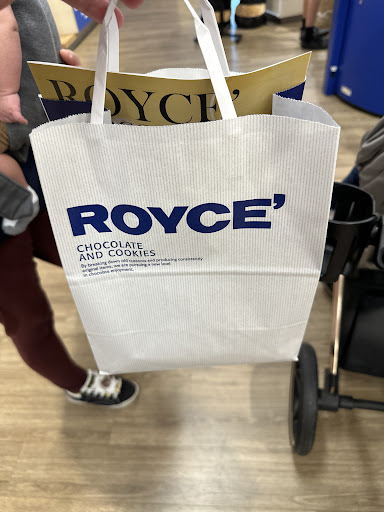 ROYCE'
ROYCE'
CHOCOLATE
AND COOKIES
By breaking down old customs and producing consistently
original items, we are pursuing a new level
in chocolate enjoyment.